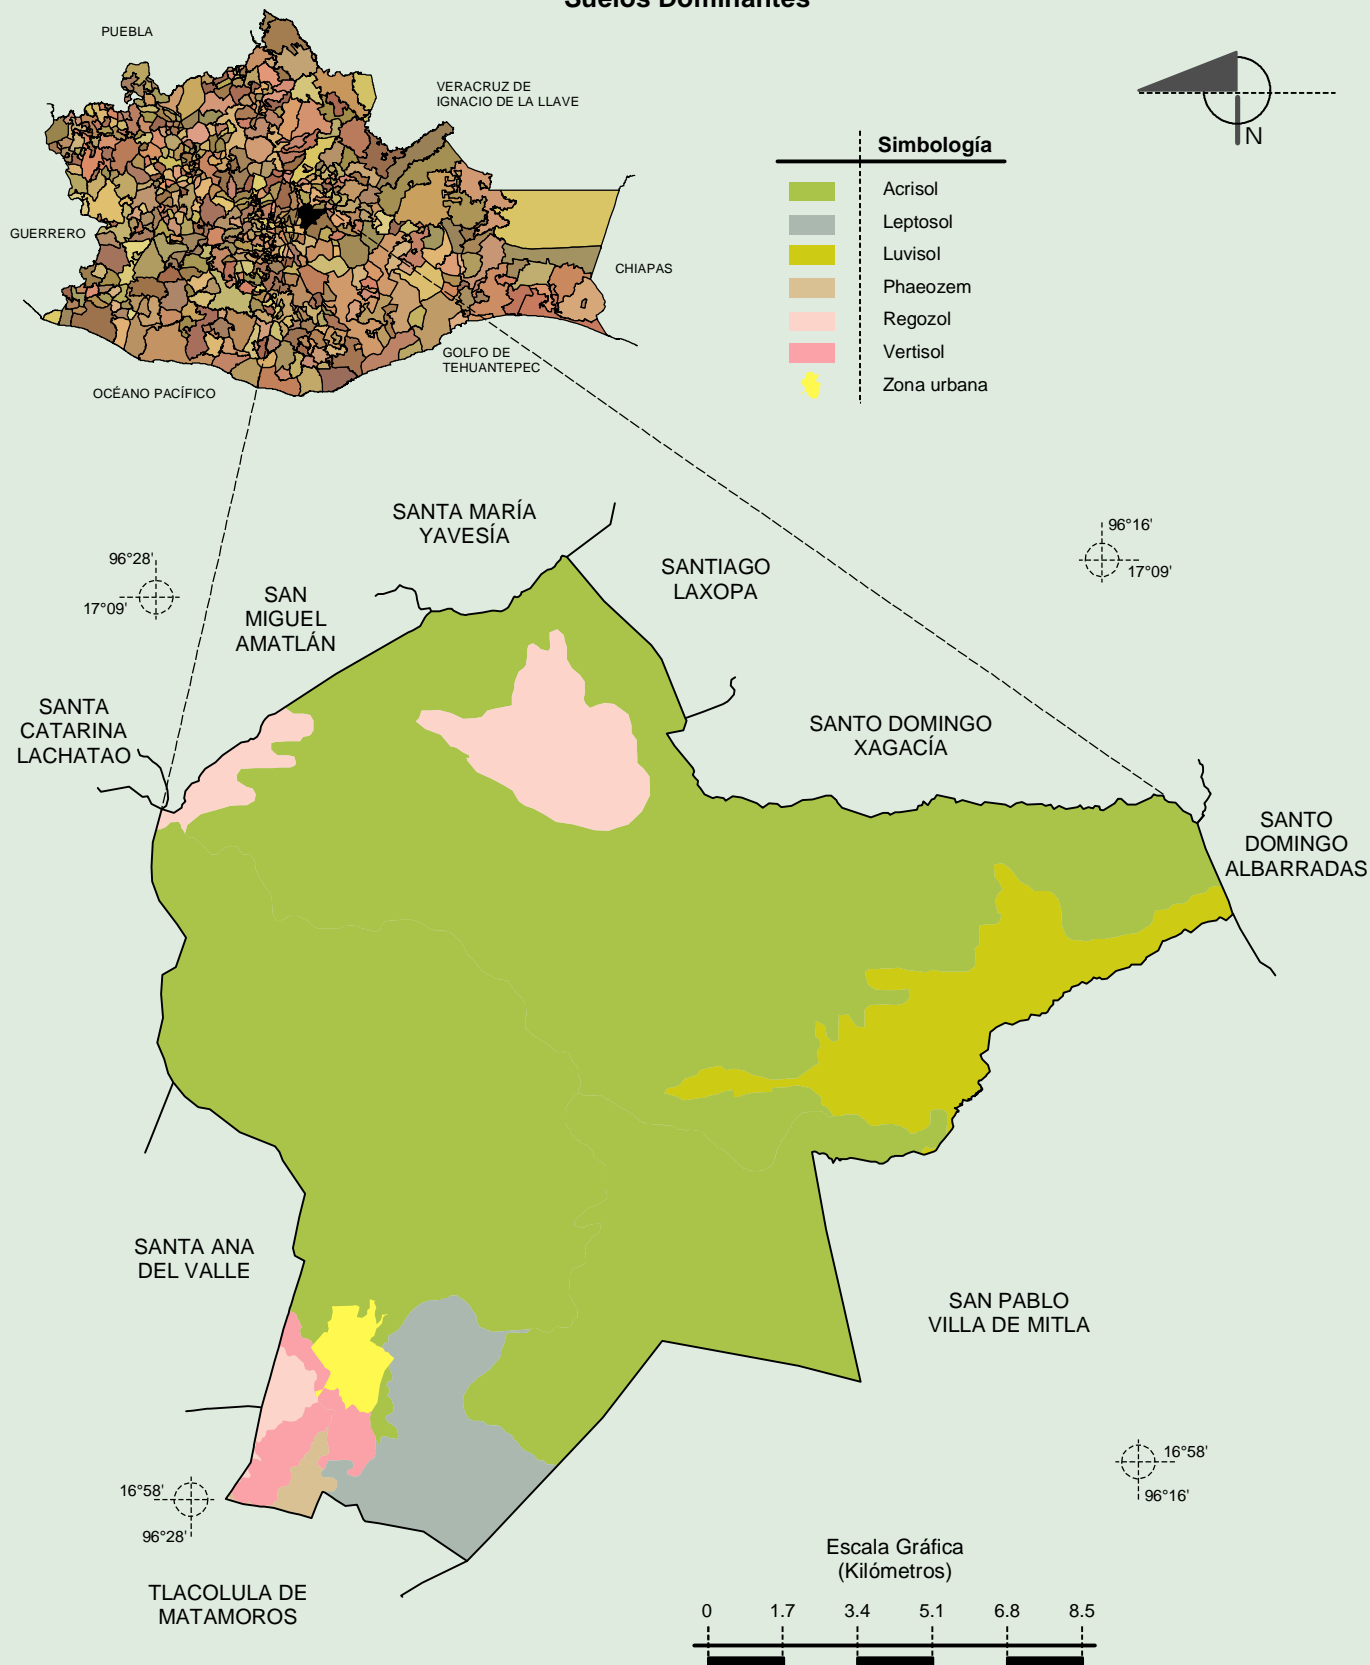 Suelos Dominantes
PUEBLA
VERACRUZ DE
IGNACIO DE LA LLAVE
GUERRERO
CHIAPAS
GOLFO DE
TEHUANTEPEC
OCÉANO PACÍFICO
N
Simbología
Acrisol
Leptosol
Luvisol
Phaeozem
Regozol
Vertisol
Zona urbana
SANTA MARÍA
YAVESÍA
96°16'
17°09'
96°28'
17°09'
SANTIAGO
LAXOPA
SAN
MIGUEL
AMATLÁN
SANTA
CATARINA
LACHATAO
SANTO DOMINGO
XAGACÍA
SANTO
DOMINGO
ALBARRADAS
SANTA ANA
DEL VALLE
SAN PABLO
VILLA DE MITLA
16°58'
96°16'
16°58'
96°28'
TLACOLULA DE
MATAMOROS
Escala Gráfica
(Kilómetros)
0 1.7 3.4 5.1 6.8 8.5